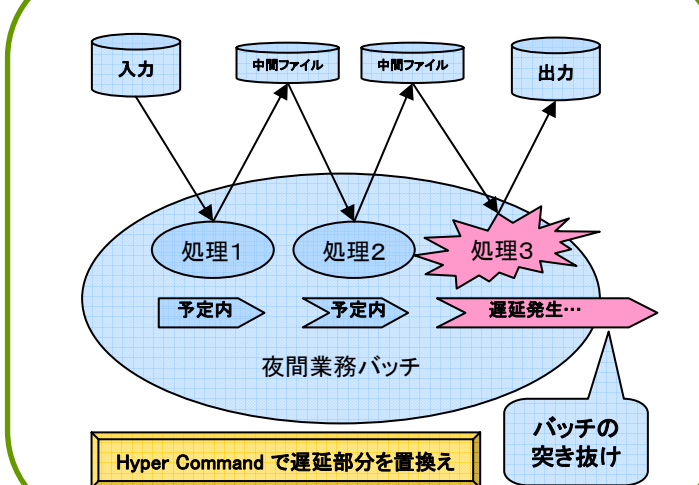 入力
中間ファイル
中間ファイル
出力
処理1
処理2
処理3
予定内
予定内
遅延発生…
夜間業務バッチ
バッチの
突き抜け
Hyper Command で遅延部分を置換え